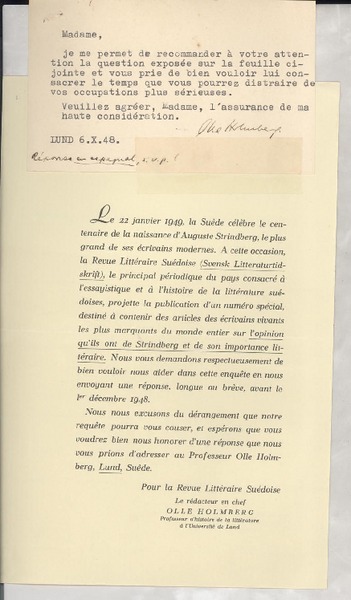 Madame,
je me permet de recommander à votre atten-
tion la question exposée sur la feuille ci-
jointe et vous prie de bien vouloir lui con-
sacrer le temps que vous pourrez distraire de
vos occupations plus sérieuses.
Veuillez agréer, Madame, l'assurance de ma
haute considération.
Olle Holmberg
LUND 6.X.48.
Réponse en espagnol, s.v.p.!
Le 22 janvier 1949, la Suède célèbre le cen-
tenaire de la naissance d'Auguste Strindberg, le plus
grand de ses écrivains modernes. A cette occasion,
la Revue Littéraire Suédoise (Svensk Litteraturtid-
skrift), le principal périodique du pays consacré à
l'essayistique et à l'histoire de la littérature sué-
doises, projette la publication d'un numéro spécial,
destiné à contenir des articles des écrivains vivants
les plus marquants du monde entier sur l'opinion
qu'ils ont de Strindberg et de son importance lit-
téraire. Nous vous demandons respectueusement de
bien vouloir nous aider dans cette enquête en nous
envoyant une réponse, longue ou brève, avant le
1er décembre 1948.
Nous nous excusons du dérangement que notre
requête pourra vous causer, et espérons que vous
voudrez bien nous honorer d'une réponse que nous
vous prions d'adresser au Professeur Olle Holm-
berg, Lund, Suède.
Pour la Revue Littéraire Suédoise
Le rédacteur en chef
OLLE HOLMBERG
Professeur d'histoire de la littérature
à l'Université de Lund